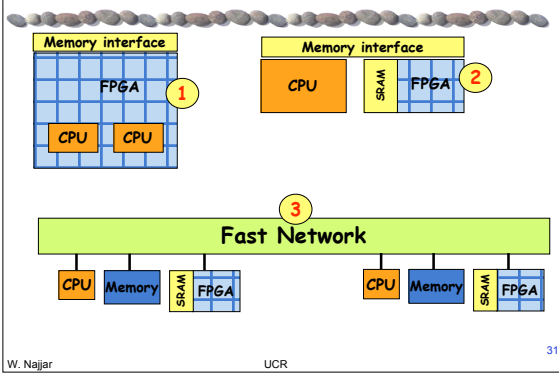 Memory interface
FPGA
1
CPU
CPU
Memory interface
CPU
SRAM
FPGA
2
3
Fast Network
CPU
Memory
SRAM
FPGA
CPU
Memory
SRAM
FPGA
31
W. Najjar
UCR